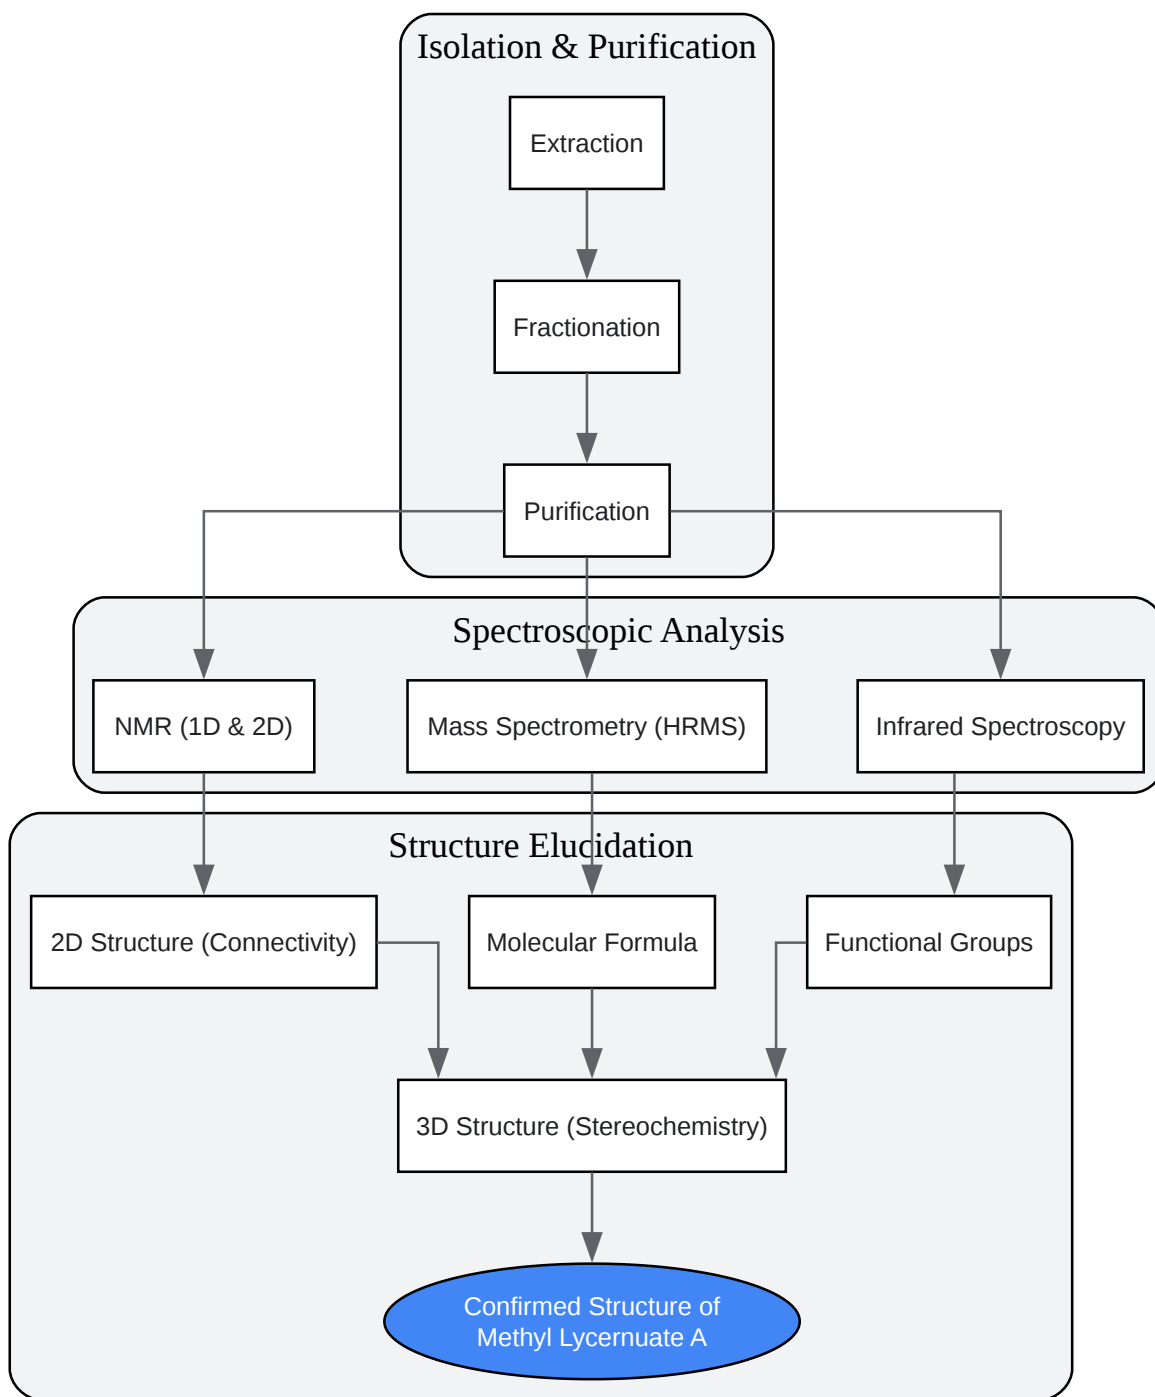 Isolation & Purification
Extraction
Fractionation
Purification
Spectroscopic Analysis
NMR (1D & 2D)
Mass Spectrometry (HRMS)
Infrared Spectroscopy
Structure Elucidation
2D Structure (Connectivity)
Molecular Formula
Functional Groups
3D Structure (Stereochemistry)
Confirmed Structure of
Methyl Lycernuate A